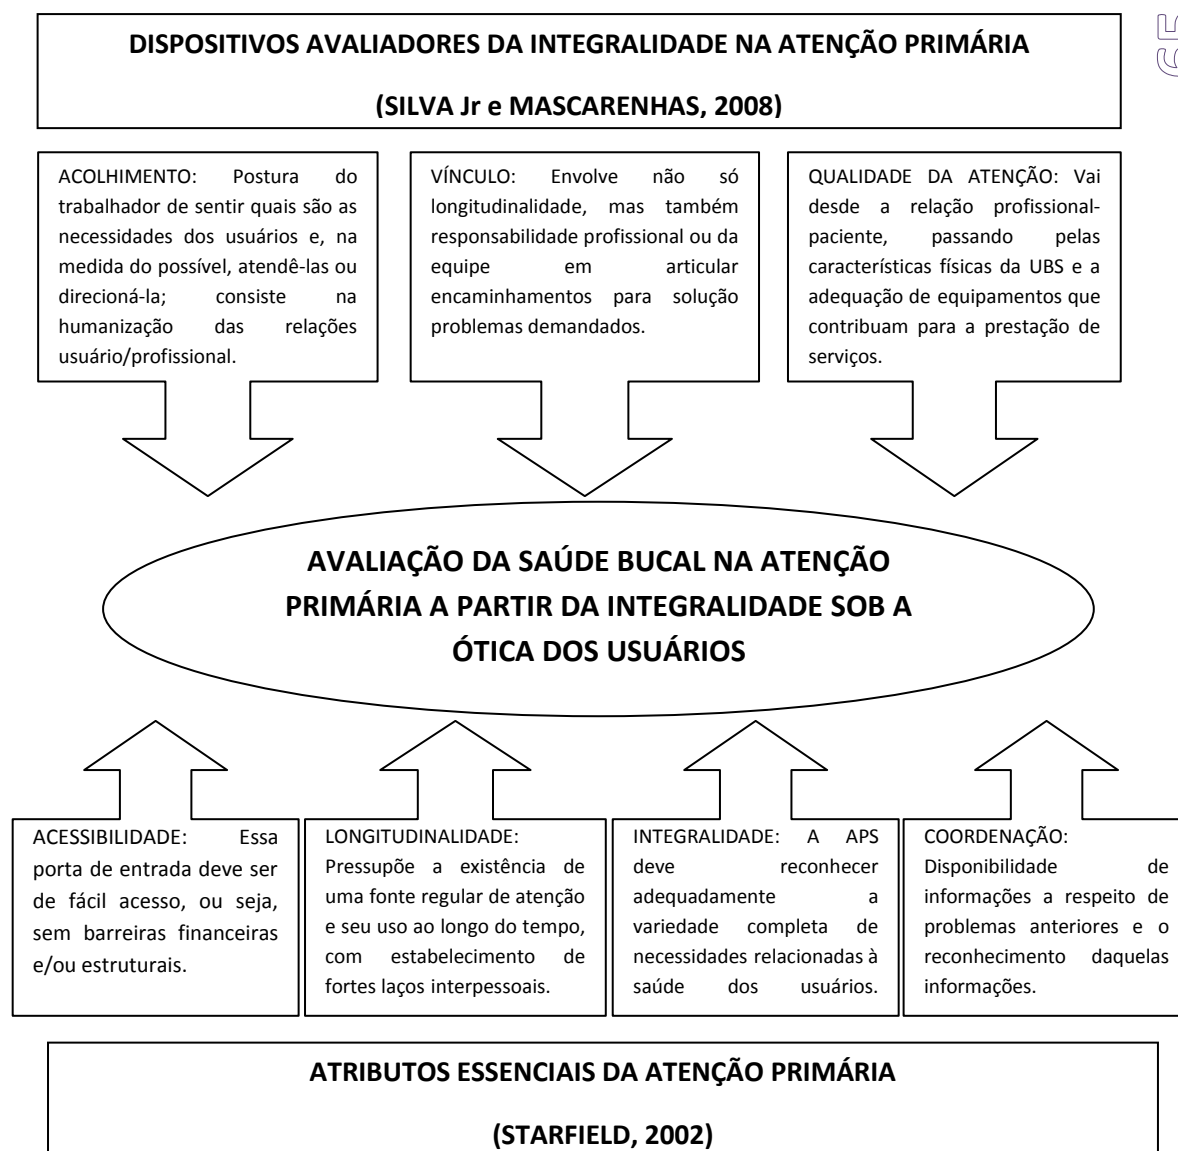 65
DISPOSITIVOS AVALIADORES DA INTEGRALIDADE NA ATENÇÃO PRIMÁRIA
(SILVA Jr e MASCARENHAS, 2008)
ACOLHIMENTO: Postura do
trabalhador de sentir quais são as
necessidades dos usuários e, na
medida do possível, atendê-las ou
direcioná-la; consiste na
humanização das relações
usuário/profissional.
VÍNCULO: Envolve não só
longitudinalidade, mas também
responsabilidade profissional ou da
equipe em articular
encaminhamentos para solução
problemas demandados.
QUALIDADE DA ATENÇÃO: Vai
desde a relação profissional-
paciente, passando pelas
características físicas da UBS e a
adequação de equipamentos que
contribuam para a prestação de
serviços.
AVALIAÇÃO DA SAÚDE BUCAL NA ATENÇÃO
PRIMÁRIA A PARTIR DA INTEGRALIDADE SOB A
ÓTICA DOS USUÁRIOS
ACESSIBILIDADE: Essa
porta de entrada deve ser
de fácil acesso, ou seja,
sem barreiras financeiras
e/ou estruturais.
LONGITUDINALIDADE:
Pressupõe a existência de
uma fonte regular de atenção
e seu uso ao longo do tempo,
com estabelecimento de
fortes laços interpessoais.
INTEGRALIDADE: A APS
deve reconhecer
adequadamente a
variedade completa de
necessidades relacionadas à
saúde dos usuários.
COORDENAÇÃO:
Disponibilidade de
informações a respeito de
problemas anteriores e o
reconhecimento daquelas
informações.
ATRIBUTOS ESSENCIAIS DA ATENÇÃO PRIMÁRIA
(STARFIELD, 2002)